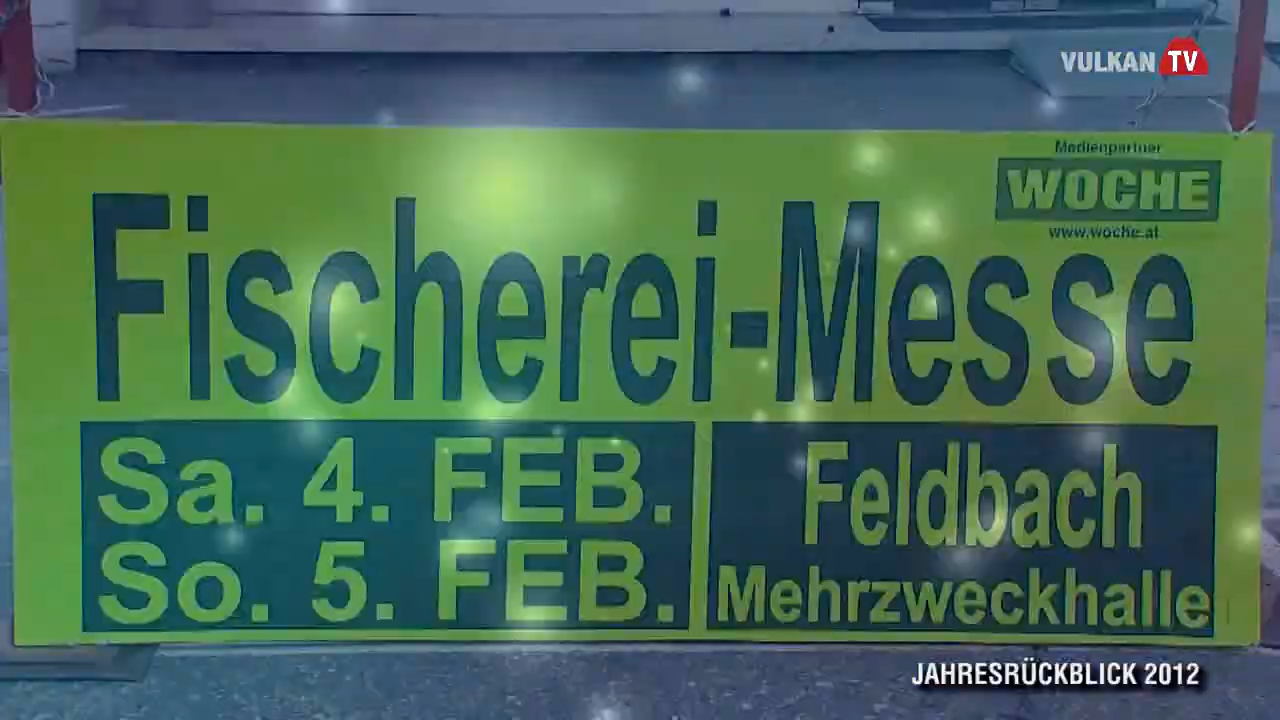 VULKAN TV
Medienpartner
WOCHE
www.woche.at
Fischerei-Messe
Sa. 4. FEB.
So. 5. FEB.
Feldbach
Mehrzweckhalle
JAHRESRÜCKBLICK 2012